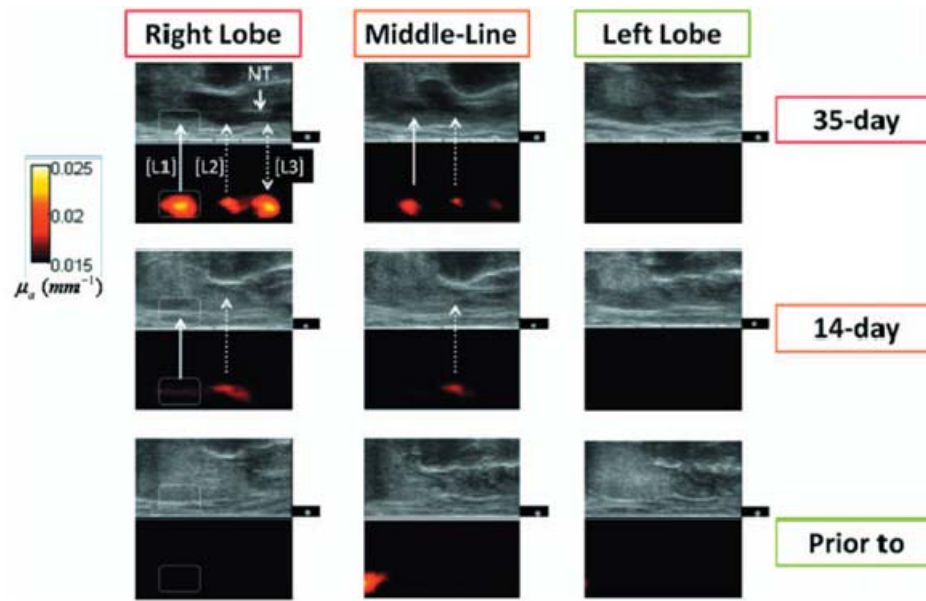 Right Lobe
Middle-Line
Left Lobe
NT
35-day
[L1]
[L2]
[L3]
0.025
0.02
0.015
μₐ (mm⁻¹)
14-day
Prior to